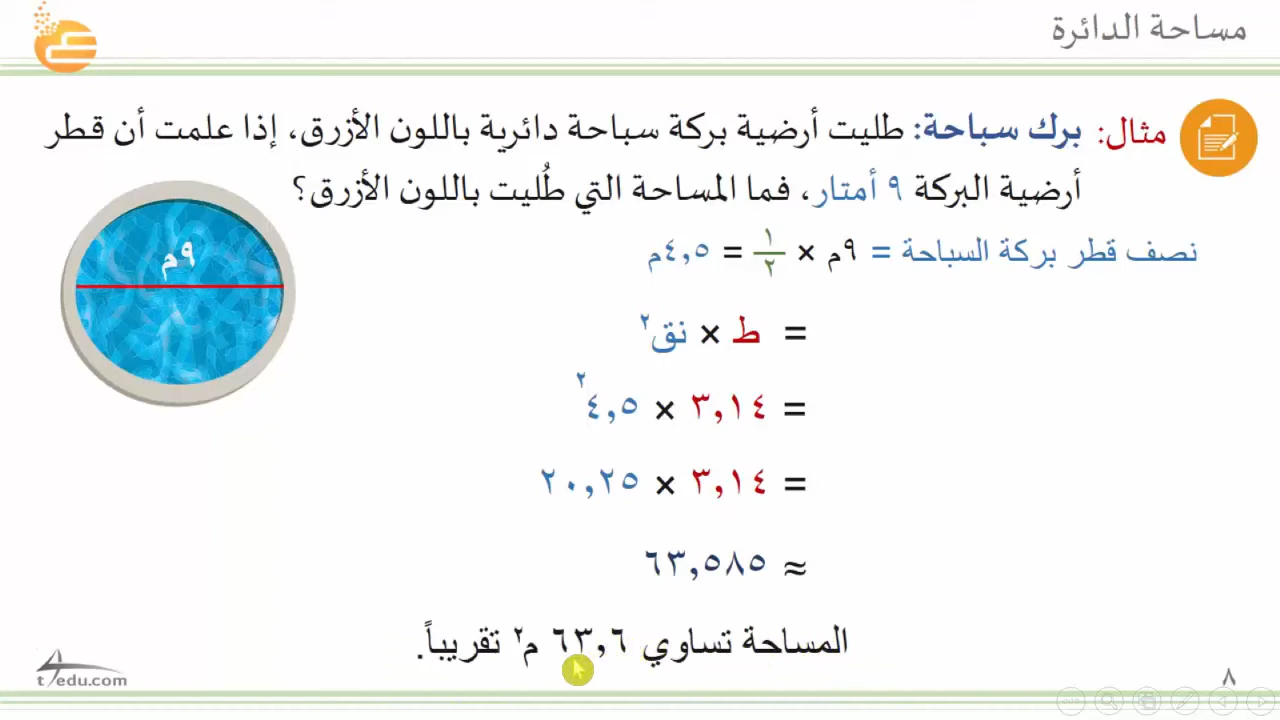 مساحة الدائرة
مثال: برك سباحة: طليت أرضية بركة سباحة دائرية باللون الأزرق، إذا علمت أن قطر
أرضية البركة ٩ أمتار، فما المساحة التي طُليت باللون الأزرق؟
٩م
نصف قطر بركة السباحة = ٩م × ١/٢ = ٤,٥م
= ط × نق٢
= ٣,١٤ × ٤,٥٢
= ٣,١٤ × ٢٠,٢٥
≈ ٦٣,٥٨٥
المساحة تساوي ٦٣,٦ م٢ تقريباً.
t4edu.com
٨